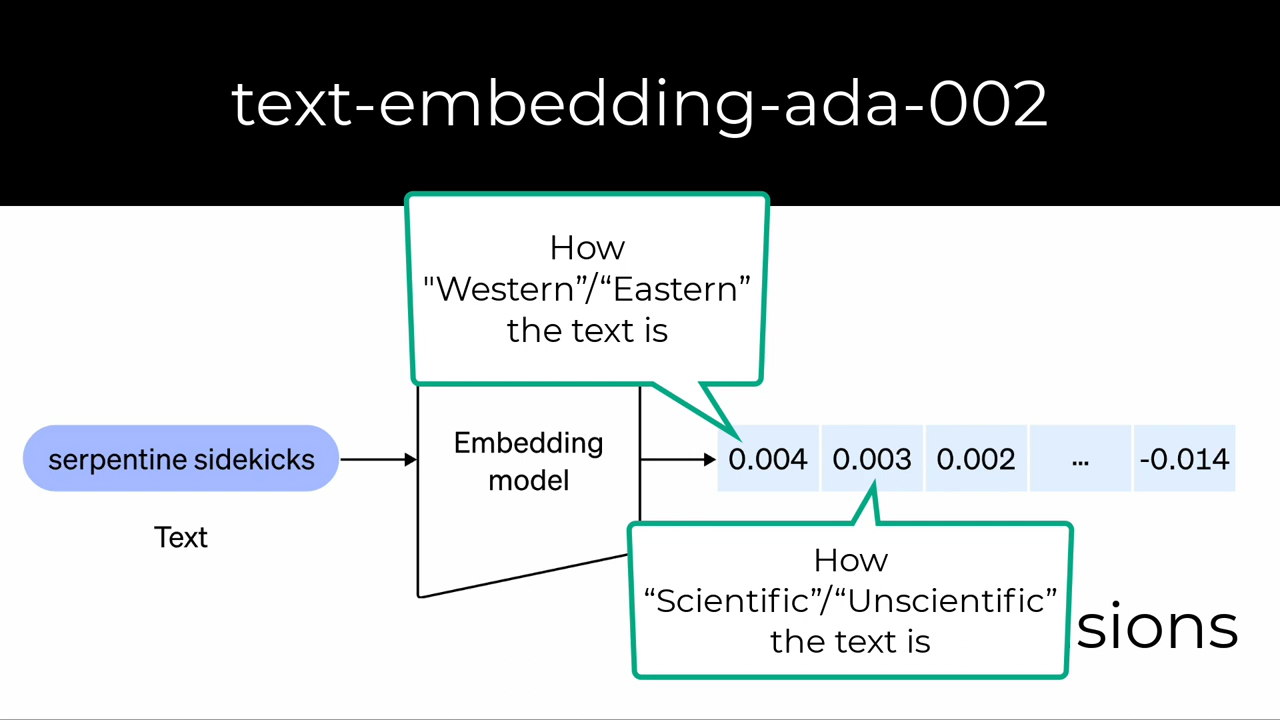 text-embedding-ada-002
How
"Western”/“Eastern”
the text is
serpentine sidekicks
Embedding
model
0.004 0.003 0.002 ... -0.014
Text
How
“Scientific”/“Unscientific”
the text is
sions